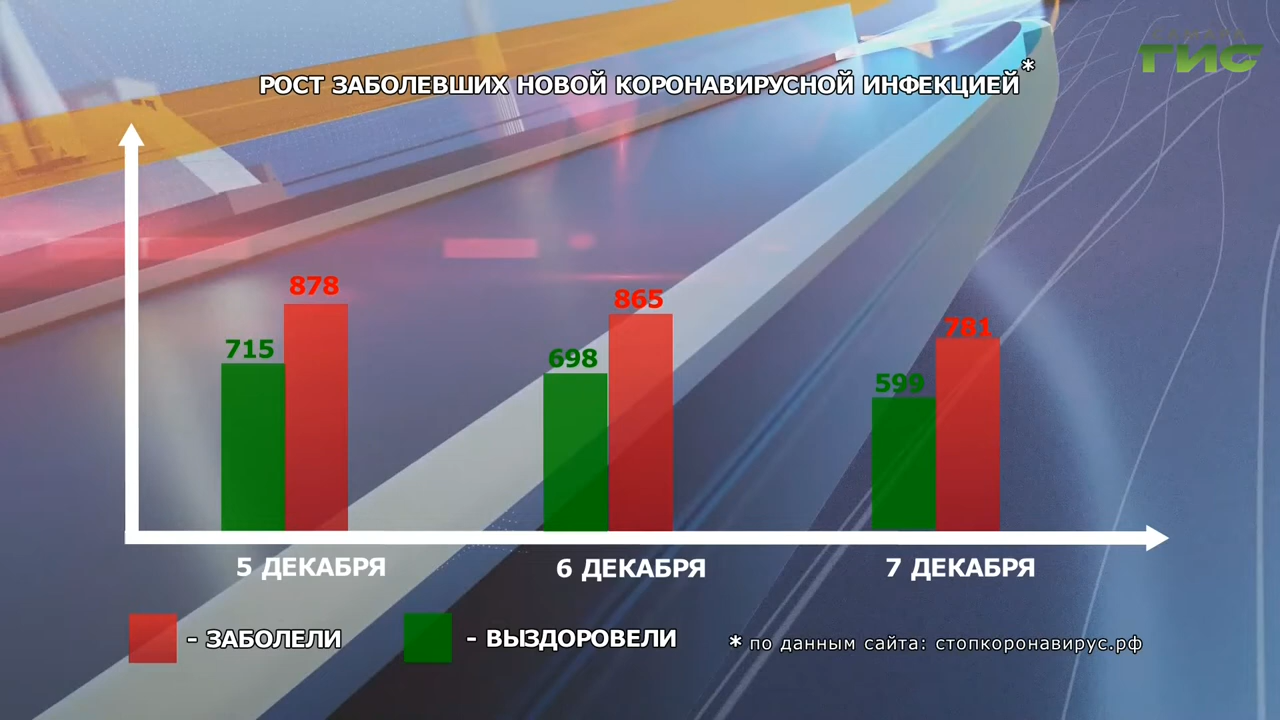 САМАРА
ГИС
РОСТ ЗАБОЛЕВШИХ НОВОЙ КОРОНАВИРУСНОЙ ИНФЕКЦИЕЙ*
878
865
781
715
698
599
5 ДЕКАБРЯ
6 ДЕКАБРЯ
7 ДЕКАБРЯ
- ЗАБОЛЕЛИ
- ВЫЗДОРОВЕЛИ
* по данным сайта: стопкоронавирус.рф